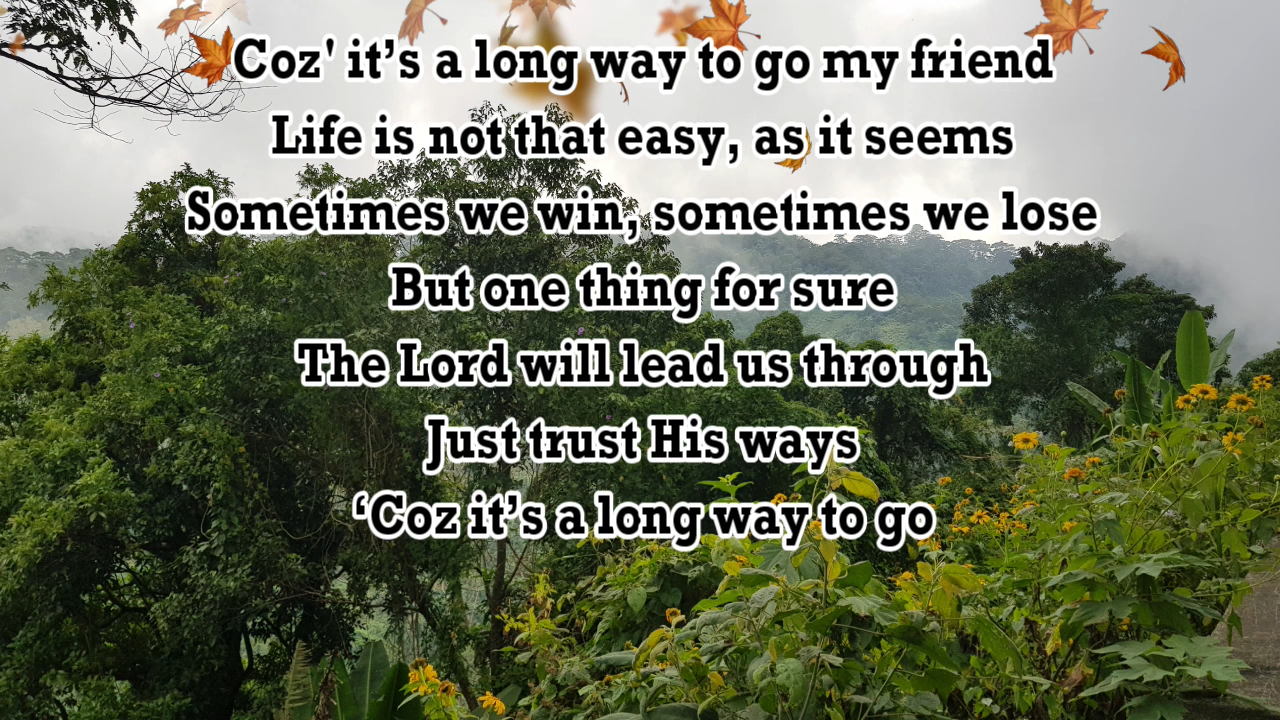 Coz' it’s a long way to go my friend
Life is not that easy, as it seems
Sometimes we win, sometimes we lose
But one thing for sure
The Lord will lead us through
Just trust His ways
‘Coz it’s a long way to go